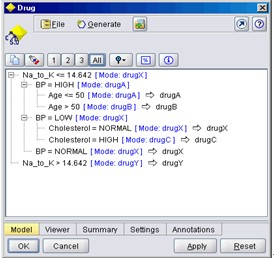 Drug
File Generate
1 2 3 All %
Na_to_K <= 14.642 [ Mode: drugX ]
BP = HIGH [ Mode: drugA ]
Age <= 50 [ Mode: drugA ] ⇨ drugA
Age > 50 [ Mode: drugB ] ⇨ drugB
BP = LOW [ Mode: drugX ]
Cholesterol = NORMAL [ Mode: drugX ] ⇨ drugX
Cholesterol = HIGH [ Mode: drugC ] ⇨ drugC
BP = NORMAL [ Mode: drugX ] ⇨ drugX
Na_to_K > 14.642 [ Mode: drugY ] ⇨ drugY
Model Viewer Summary Settings Annotations
OK Cancel Apply Reset